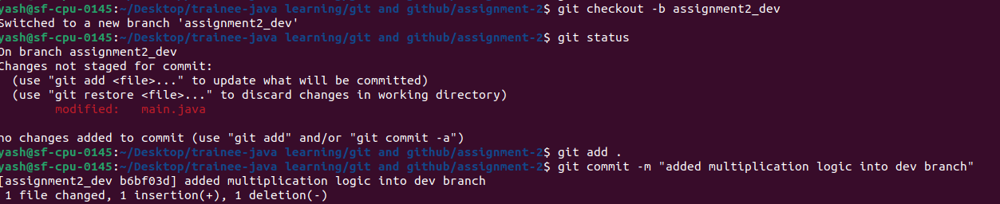 yash@sf-cpu-0145:~/Desktop/trainee-java learning/git and github/assignment-2$ git checkout -b assignment2_dev
Switched to a new branch 'assignment2_dev'
yash@sf-cpu-0145:~/Desktop/trainee-java learning/git and github/assignment-2$ git status
On branch assignment2_dev
Changes not staged for commit:
  (use "git add <file>..." to update what will be committed)
  (use "git restore <file>..." to discard changes in working directory)
        modified:   main.java

no changes added to commit (use "git add" and/or "git commit -a")
yash@sf-cpu-0145:~/Desktop/trainee-java learning/git and github/assignment-2$ git add .
yash@sf-cpu-0145:~/Desktop/trainee-java learning/git and github/assignment-2$ git commit -m "added multiplication logic into dev branch"
[assignment2_dev b6bf03d] added multiplication logic into dev branch
 1 file changed, 1 insertion(+), 1 deletion(-)